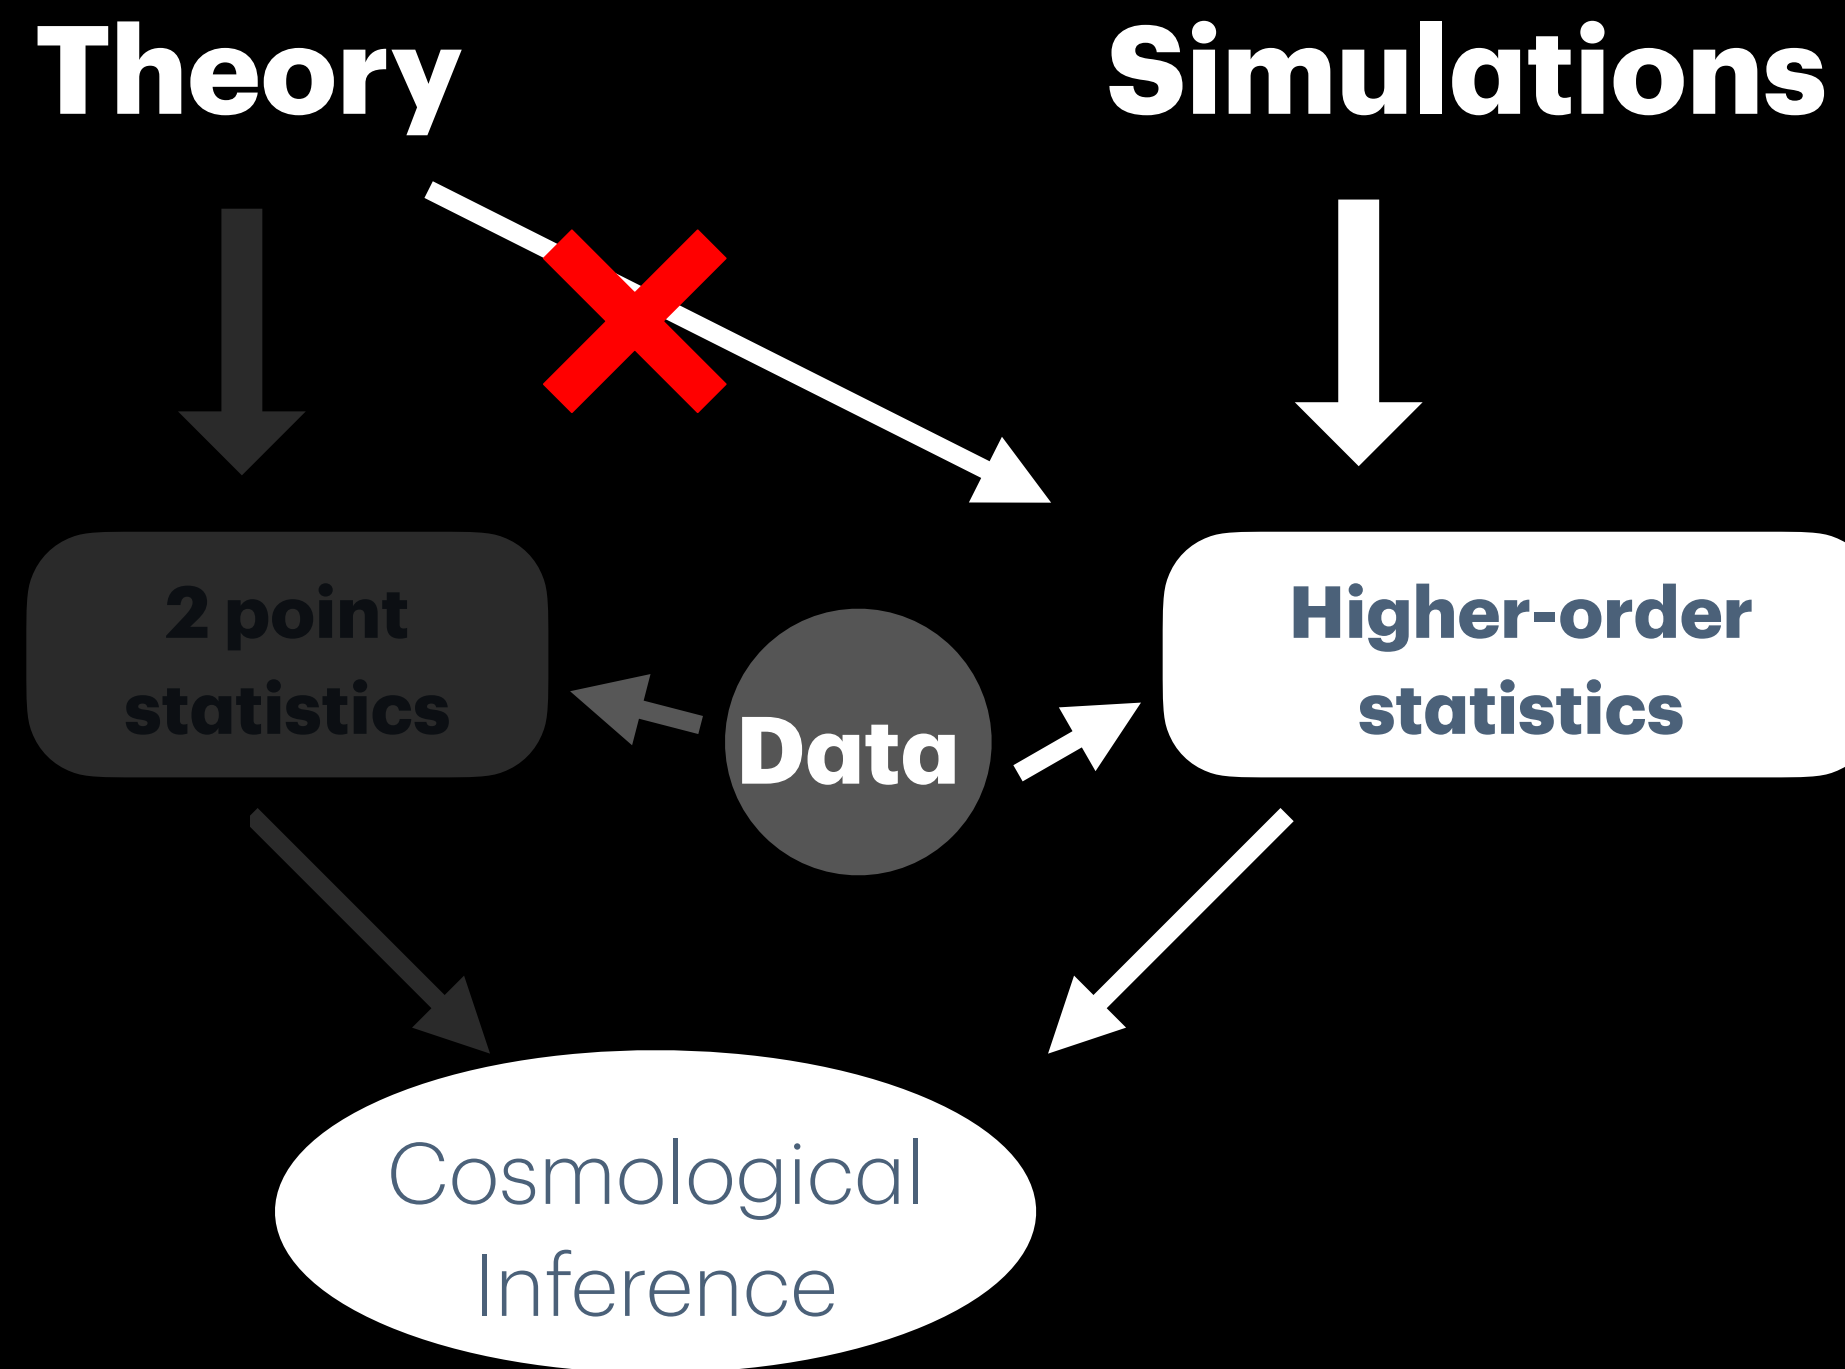 Theory
Simulations
2 point
statistics
Higher-order
statistics
Data
Cosmological
Inference